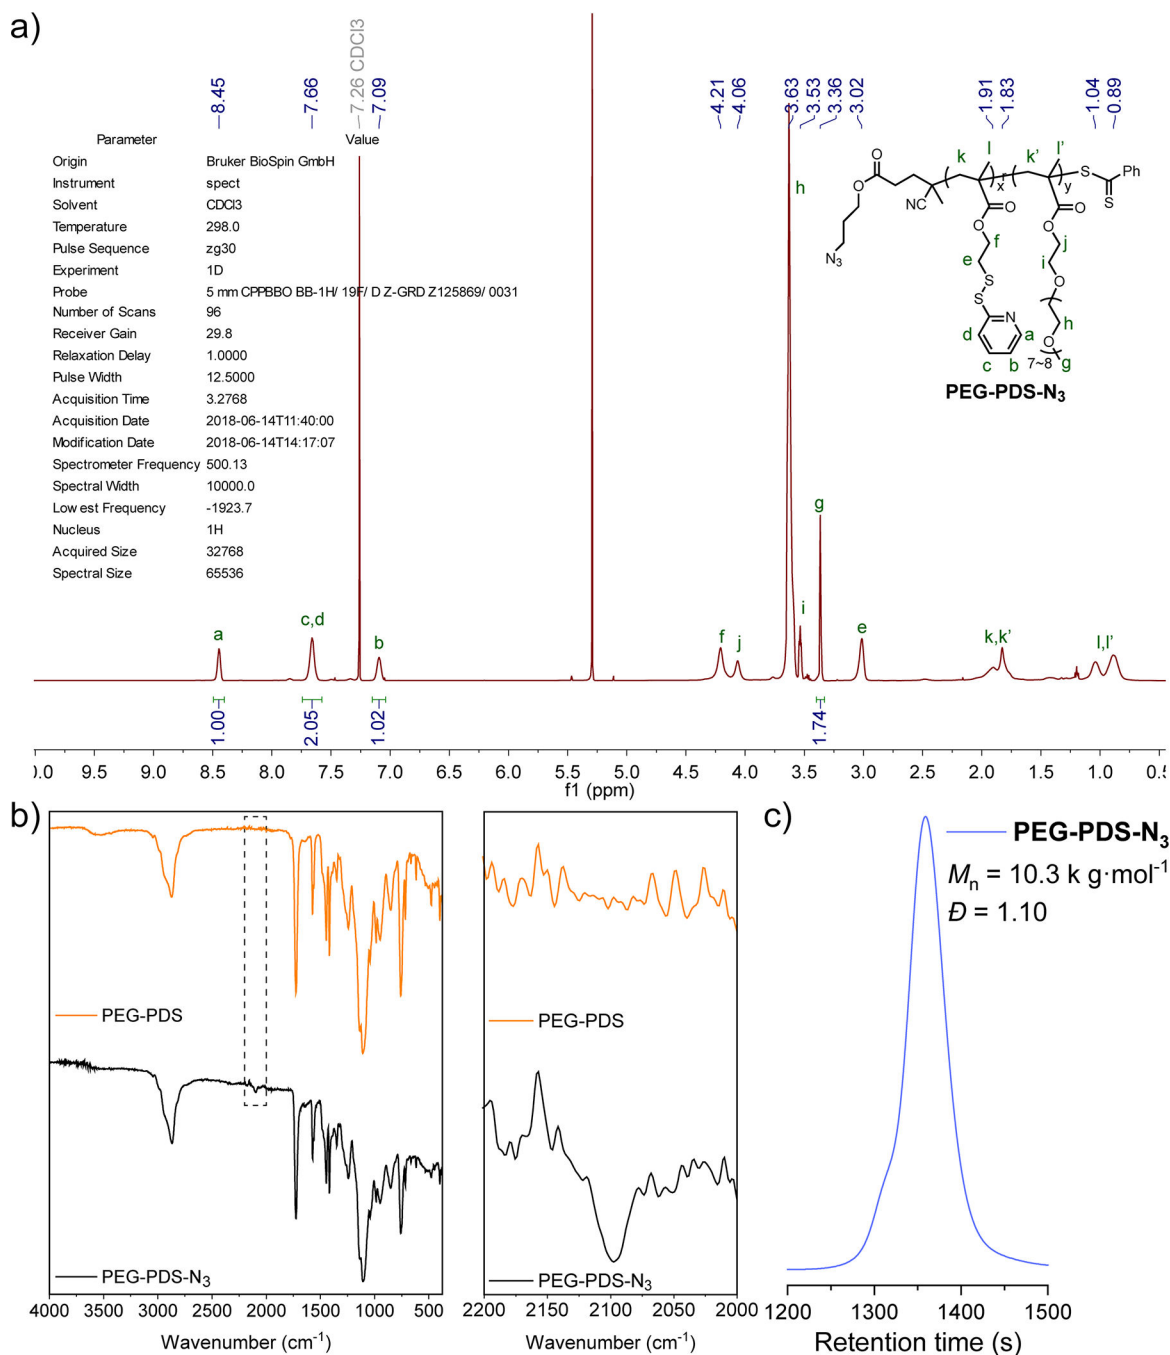 a)
8.45
7.66
7.26 CDCl3
7.09
4.21
4.06
3.63
3.53
3.36
3.02
1.91
1.83
1.04
0.89
Parameter Value
Origin Bruker BioSpin GmbH
Instrument spect
Solvent CDCl3
Temperature 298.0
Pulse Sequence zg30
Experiment 1D
Probe 5 mm CPPBBO BB-1H/ 19F/ D Z-GRD Z125869/ 0031
Number of Scans 96
Receiver Gain 29.8
Relaxation Delay 1.0000
Pulse Width 12.5000
Acquisition Time 3.2768
Acquisition Date 2018-06-14T11:40:00
Modification Date 2018-06-14T14:17:07
Spectrometer Frequency 500.13
Spectral Width 10000.0
Lowest Frequency -1923.7
Nucleus 1H
Acquired Size 32768
Spectral Size 65536
k l k' l'
O r S Ph
O x y S
NC
O O
O O
f j
e i
N₃ S O
S N h
d a O
c b 7~8 g
PEG-PDS-N₃
a
c,d
b
f
j
h
i
g
e
k,k'
l,l'
1.00
2.05
1.02
1.74
0.0 9.5 9.0 8.5 8.0 7.5 7.0 6.5 6.0 5.5 5.0 4.5 4.0 3.5 3.0 2.5 2.0 1.5 1.0 0.5
f1 (ppm)
b)
PEG-PDS
PEG-PDS-N₃
4000 3500 3000 2500 2000 1500 1000 500
Wavenumber (cm⁻¹)
PEG-PDS
PEG-PDS-N₃
2200 2150 2100 2050 2000
Wavenumber (cm⁻¹)
c)
PEG-PDS-N₃
Mn = 10.3 k g·mol⁻¹
Đ = 1.10
1200 1300 1400 1500
Retention time (s)